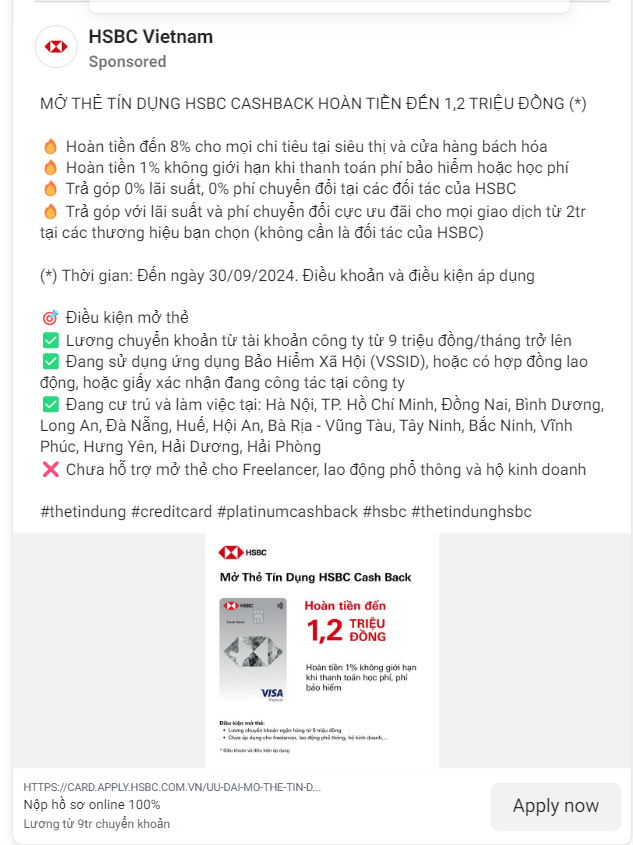 HSBC Vietnam
Sponsored
MỞ THẺ TÍN DỤNG HSBC CASHBACK HOÀN TIỀN ĐẾN 1,2 TRIỆU ĐỒNG (*)
🔥 Hoàn tiền đến 8% cho mọi chi tiêu tại siêu thị và cửa hàng bách hóa
🔥 Hoàn tiền 1% không giới hạn khi thanh toán phí bảo hiểm hoặc học phí
🔥 Trả góp 0% lãi suất, 0% phí chuyển đổi tại các đối tác của HSBC
🔥 Trả góp với lãi suất và phí chuyển đổi cực ưu đãi cho mọi giao dịch từ 2tr
tại các thương hiệu bạn chọn (không cần là đối tác của HSBC)
(*) Thời gian: Đến ngày 30/09/2024. Điều khoản và điều kiện áp dụng
🎯 Điều kiện mở thẻ
✅ Lương chuyển khoản từ tài khoản công ty từ 9 triệu đồng/tháng trở lên
✅ Đang sử dụng ứng dụng Bảo Hiểm Xã Hội (VSSID), hoặc có hợp đồng lao
động, hoặc giấy xác nhận đang công tác tại công ty
✅ Đang cư trú và làm việc tại: Hà Nội, TP. Hồ Chí Minh, Đồng Nai, Bình Dương,
Long An, Đà Nẵng, Huế, Hội An, Bà Rịa - Vũng Tàu, Tây Ninh, Bắc Ninh, Vĩnh
Phúc, Hưng Yên, Hải Dương, Hải Phòng
❌ Chưa hỗ trợ mở thẻ cho Freelancer, lao động phổ thông và hộ kinh doanh
#thetindung #creditcard #platinumcashback #hsbc #thetindunghsbc
HSBC
Mở Thẻ Tín Dụng HSBC Cash Back
HSBC
Cash Back
VISA
Platinum
Hoàn tiền đến
1,2 TRIỆU
ĐỒNG
Hoàn tiền 1% không giới hạn
khi thanh toán học phí, phí
bảo hiểm
Điều kiện mở thẻ:
• Lương chuyển khoản ngân hàng từ 9 triệu đồng
• Chưa áp dụng cho freelancer, lao động phổ thông, hộ kinh doanh,...
* Điều khoản và điều kiện áp dụng
HTTPS://CARD.APPLY.HSBC.COM.VN/UU-DAI-MO-THE-TIN-D...
Nộp hồ sơ online 100%
Lương từ 9tr chuyển khoản
Apply now